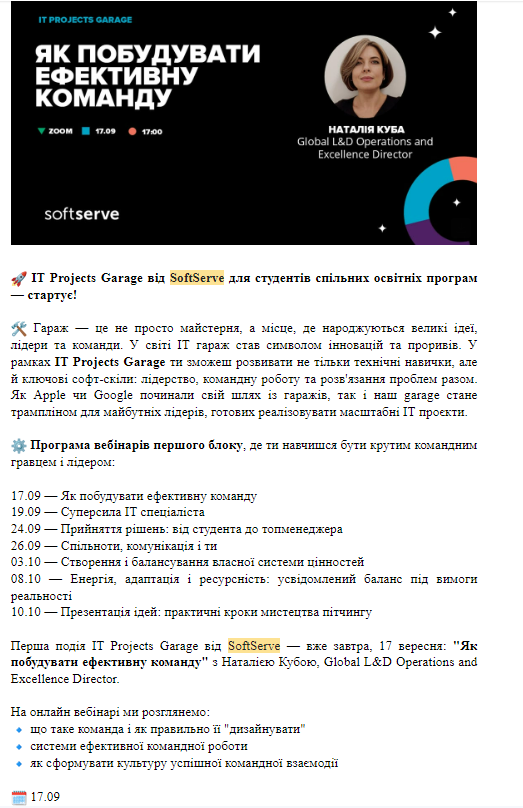 IT PROJECTS GARAGE
ЯК ПОБУДУВАТИ
ЕФЕКТИВНУ
КОМАНДУ
ZOOM 17.09 17:00
НАТАЛІЯ КУБА
Global L&D Operations and
Excellence Director
softserve
🚀 IT Projects Garage від SoftServe для студентів спільних освітніх програм
— стартує!
🛠️ Гараж — це не просто майстерня, а місце, де народжуються великі ідеї,
лідери та команди. У світі ІТ гараж став символом інновацій та проривів. У
рамках IT Projects Garage ти зможеш розвивати не тільки технічні навички, але
й ключові софт-скіли: лідерство, командну роботу та розв'язання проблем разом.
Як Apple чи Google починали свій шлях із гаражів, так і наш garage стане
трампліном для майбутніх лідерів, готових реалізовувати масштабні ІТ проєкти.
⚙️ Програма вебінарів першого блоку, де ти навчишся бути крутим командним
гравцем і лідером:
17.09 — Як побудувати ефективну команду
19.09 — Суперсила ІТ спеціаліста
24.09 — Прийняття рішень: від студента до топменеджера
26.09 — Спільноти, комунікація і ти
03.10 — Створення і балансування власної системи цінностей
08.10 — Енергія, адаптація і ресурсність: усвідомлений баланс під вимоги
реальності
10.10 — Презентація ідей: практичні кроки мистецтва пітчингу
Перша подія IT Projects Garage від SoftServe — вже завтра, 17 вересня: "Як
побудувати ефективну команду" з Наталією Кубою, Global L&D Operations and
Excellence Director.
На онлайн вебінарі ми розглянемо:
🔹 що таке команда і як правильно її "дизайнувати"
🔹 системи ефективної командної роботи
🔹 як сформувати культуру успішної командної взаємодії
🗓️ 17.09